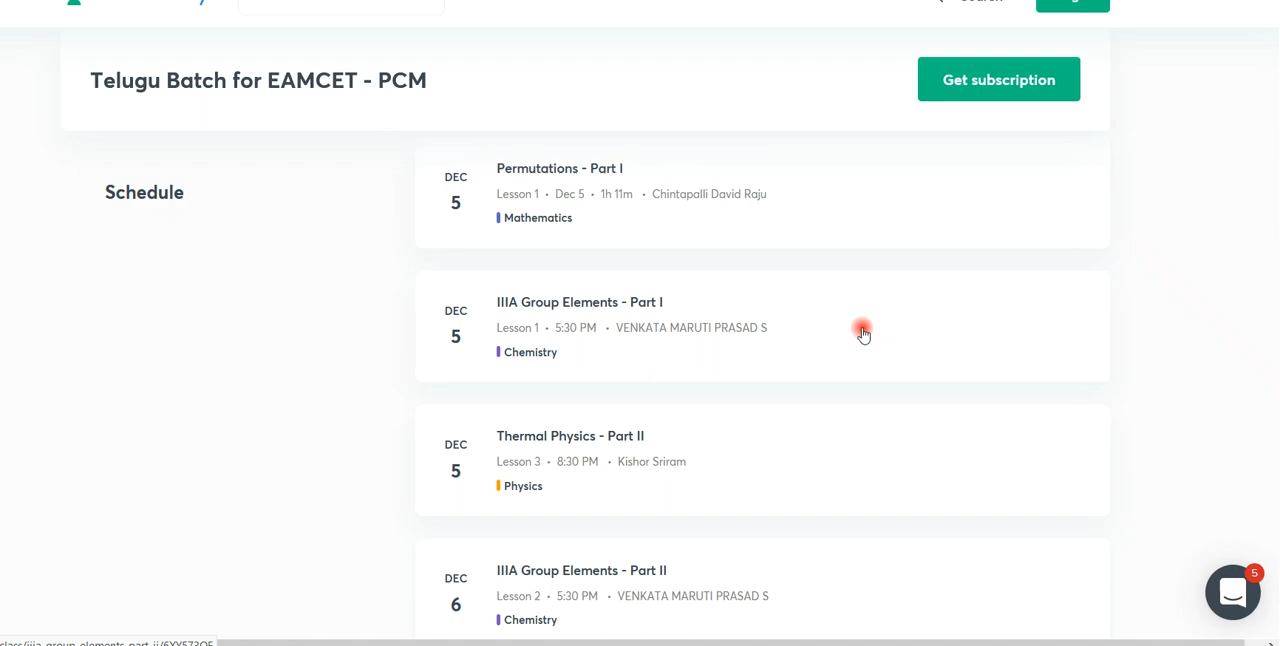 Telugu Batch for EAMCET - PCM
Get subscription
Schedule
DEC
5
Permutations - Part I
Lesson 1 • Dec 5 • 1h 11m • Chintapalli David Raju
Mathematics
DEC
5
IIIA Group Elements - Part I
Lesson 1 • 5:30 PM • VENKATA MARUTI PRASAD S
Chemistry
DEC
5
Thermal Physics - Part II
Lesson 3 • 8:30 PM • Kishor Sriram
Physics
DEC
6
IIIA Group Elements - Part II
Lesson 2 • 5:30 PM • VENKATA MARUTI PRASAD S
Chemistry
5